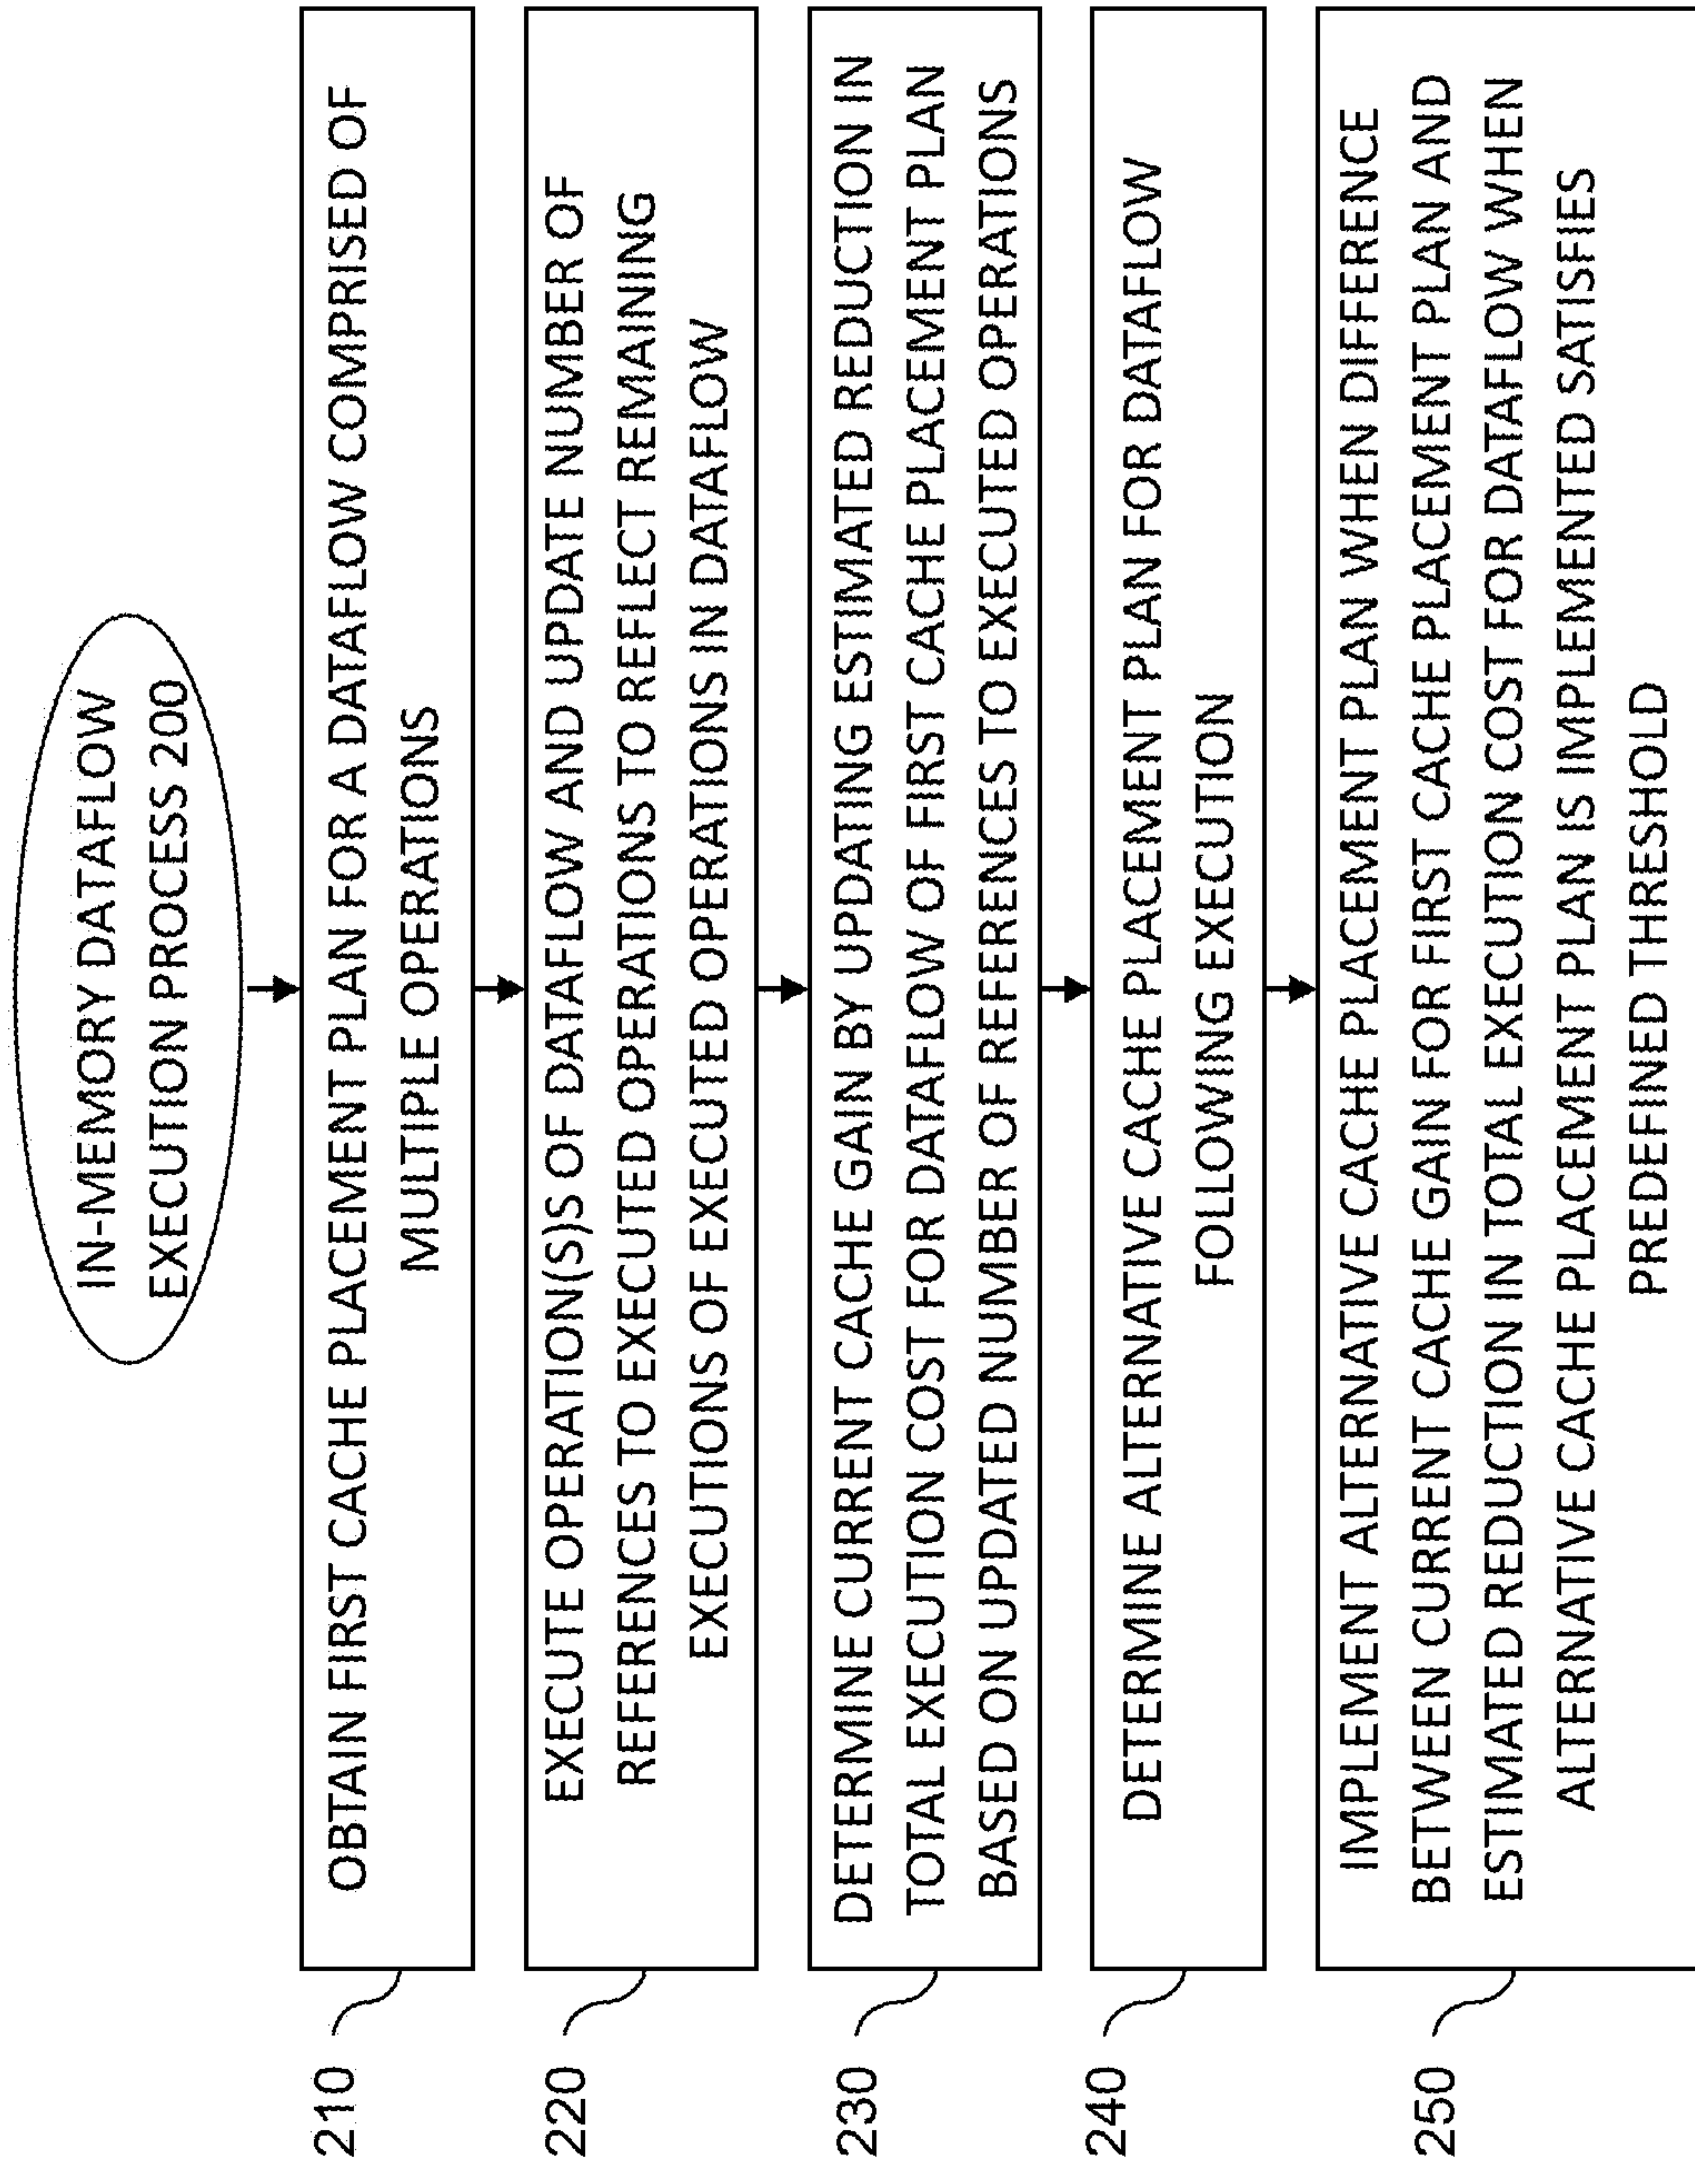 IN-MEMORY DATAFLOW
EXECUTION PROCESS 200
210
OBTAIN FIRST CACHE PLACEMENT PLAN FOR A DATAFLOW COMPRISED OF
MULTIPLE OPERATIONS
220
EXECUTE OPERATION(S)S OF DATAFLOW AND UPDATE NUMBER OF
REFERENCES TO EXECUTED OPERATIONS TO REFLECT REMAINING
EXECUTIONS OF EXECUTED OPERATIONS IN DATAFLOW
230
DETERMINE CURRENT CACHE GAIN BY UPDATING ESTIMATED REDUCTION IN
TOTAL EXECUTION COST FOR DATAFLOW OF FIRST CACHE PLACEMENT PLAN
BASED ON UPDATED NUMBER OF REFERENCES TO EXECUTED OPERATIONS
240
DETERMINE ALTERNATIVE CACHE PLACEMENT PLAN FOR DATAFLOW
FOLLOWING EXECUTION
250
IMPLEMENT ALTERNATIVE CACHE PLACEMENT PLAN WHEN DIFFERENCE
BETWEEN CURRENT CACHE GAIN FOR FIRST CACHE PLACEMENT PLAN AND
ESTIMATED REDUCTION IN TOTAL EXECUTION COST FOR DATAFLOW WHEN
ALTERNATIVE CACHE PLACEMENT PLAN IS IMPLEMENTED SATISFIES
PREDEFINED THRESHOLD